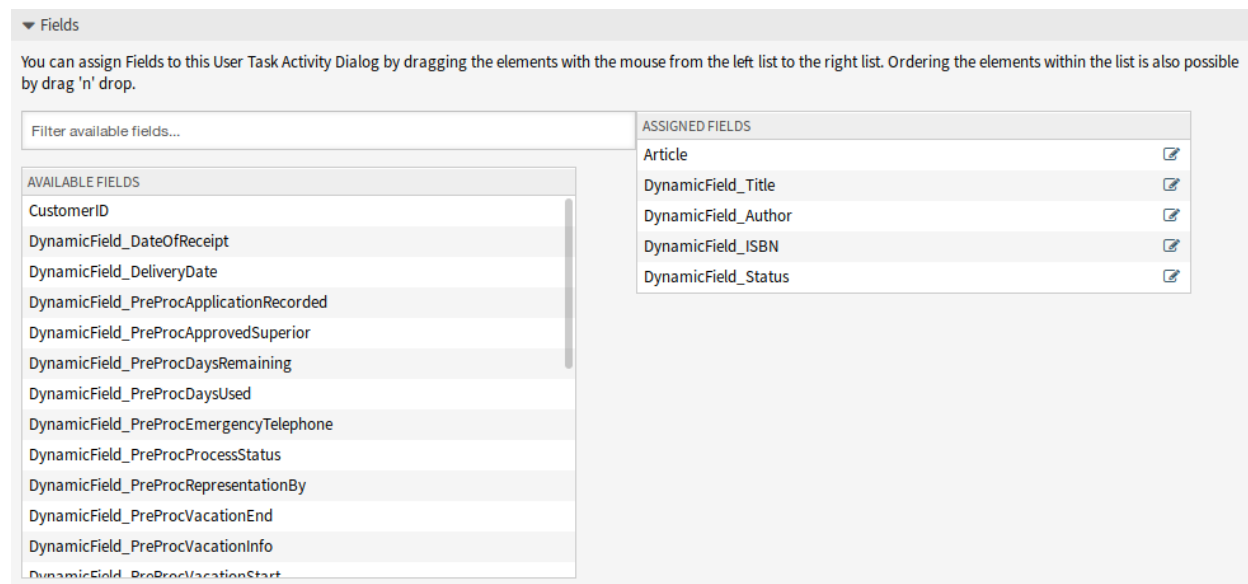 Fields
You can assign Fields to this User Task Activity Dialog by dragging the elements with the mouse from the left list to the right list. Ordering the elements within the list is also possible
by drag 'n' drop.
Filter available fields...
AVAILABLE FIELDS
CustomerID
DynamicField_DateOfReceipt
DynamicField_DeliveryDate
DynamicField_PreProcApplicationRecorded
DynamicField_PreProcApprovedSuperior
DynamicField_PreProcDaysRemaining
DynamicField_PreProcDaysUsed
DynamicField_PreProcEmergencyTelephone
DynamicField_PreProcProcessStatus
DynamicField_PreProcRepresentationBy
DynamicField_PreProcVacationEnd
DynamicField_PreProcVacationInfo
DynamicField_PreProcVacationStart
ASSIGNED FIELDS
Article
DynamicField_Title
DynamicField_Author
DynamicField_ISBN
DynamicField_Status